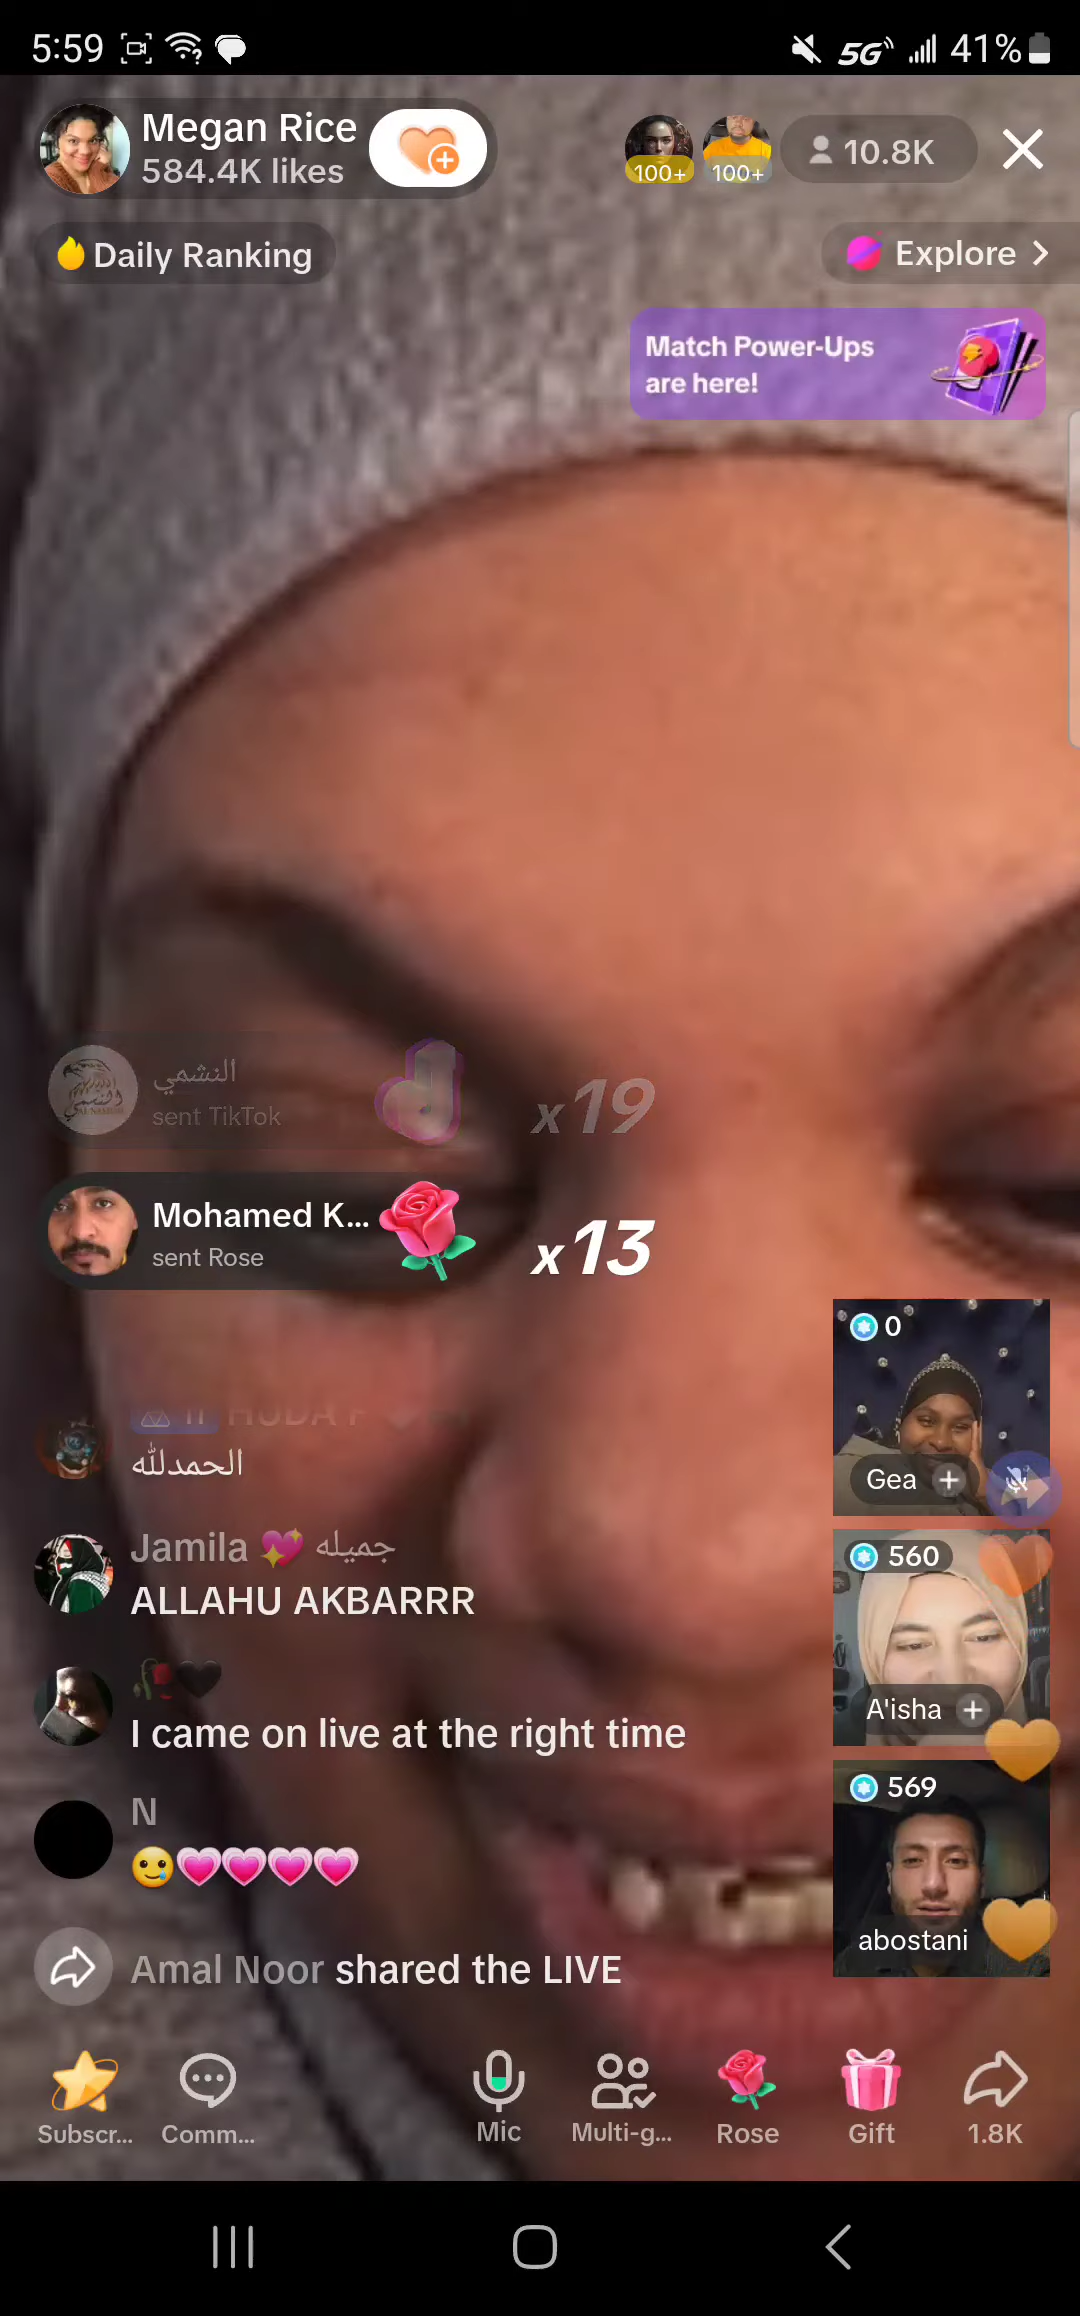 5:59
5G
41%
Megan Rice
584.4K likes
100+
100+
10.8K
Daily Ranking
Explore
Match Power-Ups
are here!
النشمي
sent TikTok
x19
Mohamed K...
sent Rose
x13
0
Gea
الحمدلله
Jamila 💖 جميله
ALLAHU AKBARRR
560
A'isha
🥀🖤
I came on live at the right time
569
abostani
N
🥲💗💗💗💗
Amal Noor shared the LIVE
Subscr...
Comm...
Mic
Multi-g...
Rose
Gift
1.8K